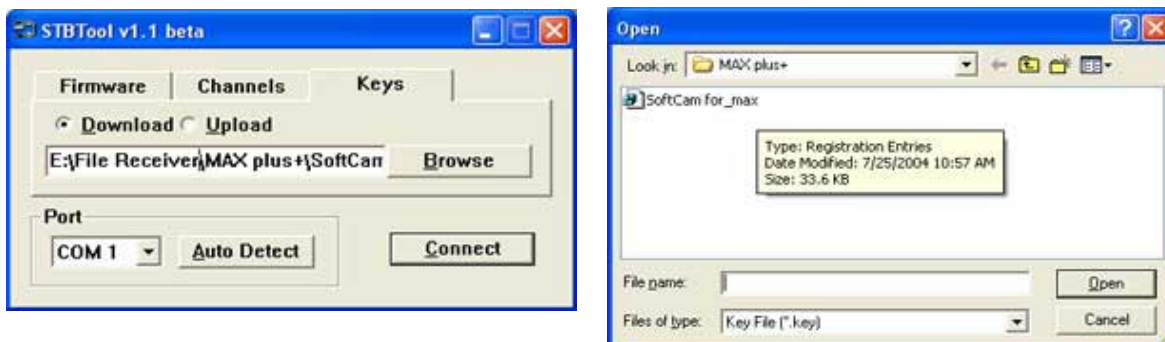 STBTool v1.1 beta
Firmware
Channels
Keys
Download
Upload
E:\File Receiver\MAX plus+\SoftCam
Browse
Port
COM 1
Auto Detect
Connect
Open
Look in:
MAX plus+
SoftCam for_max
Type: Registration Entries
Date Modified: 7/25/2004 10:57 AM
Size: 33.6 KB
File name:
Open
Files of type:
Key File (*.key)
Cancel